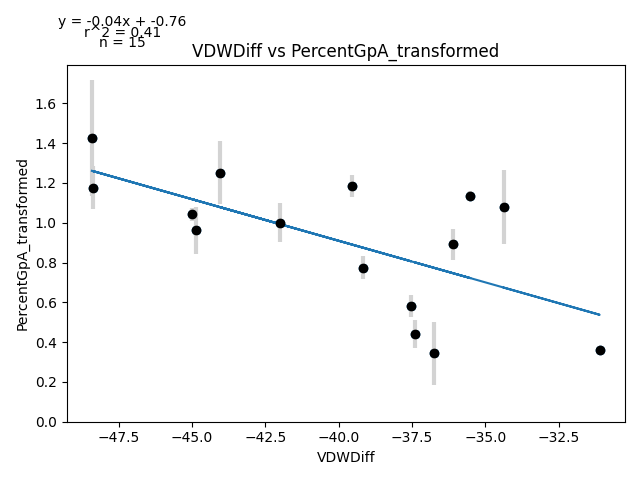 y = -0.04x + -0.76
r^2 = 0.41
n = 15
VDWDiff vs PercentGpA_transformed
PercentGpA_transformed
1.6
1.4
1.2
1.0
0.8
0.6
0.4
0.2
0.0
−47.5 −45.0 −42.5 −40.0 −37.5 −35.0 −32.5
VDWDiff